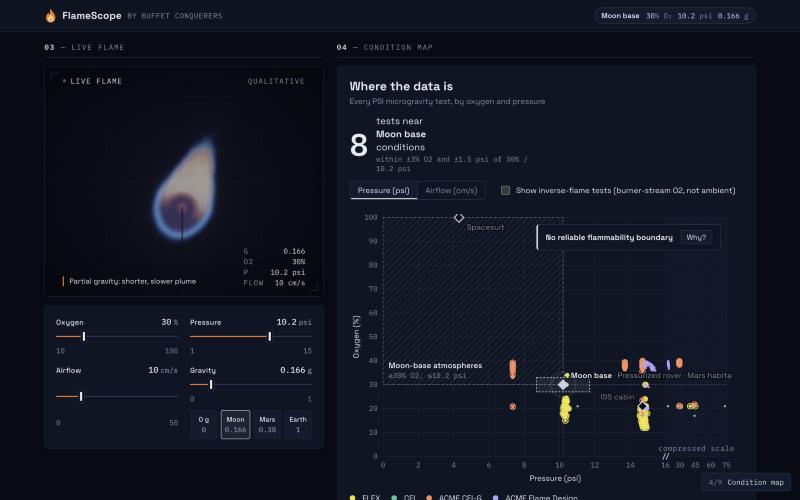 FlameScope BY BUFFET CONQUERERS
Moon base 30% O₂ 10.2 psi 0.166 g
03 — LIVE FLAME
LIVE FLAME QUALITATIVE
G 0.166
O2 30%
P 10.2 psi
FLOW 10 cm/s
Partial gravity: shorter, slower plume
Oxygen 30 %
10 100
Pressure 10.2 psi
1 15
Airflow 10 cm/s
0 50
Gravity 0.166 g
0 1
0 g Moon Mars Earth
0 0.166 0.38 1
04 — CONDITION MAP
Where the data is
Every PSI microgravity test, by oxygen and pressure
8
tests near
Moon base
conditions
within ±3% O2 and ±1.5 psi of 30% /
10.2 psi
Pressure (psi) Airflow (cm/s)
Show inverse-flame tests (burner-stream O2, not ambient)
Oxygen (%)
100
90
80
70
60
50
40
30
20
10
0
Spacesuit
No reliable flammability boundary Why?
Moon-base atmospheres
≥30% O₂, ≤10.2 psi
Moon base · Pressurized rover · Mars habita
ISS cabin
compressed scale
//
0 2 4 6 8 10 12 14 16 30 45 60 75
Pressure (psi)
FLEX CFI ACME CFI-G ACME Flame Design
4/9 Condition map